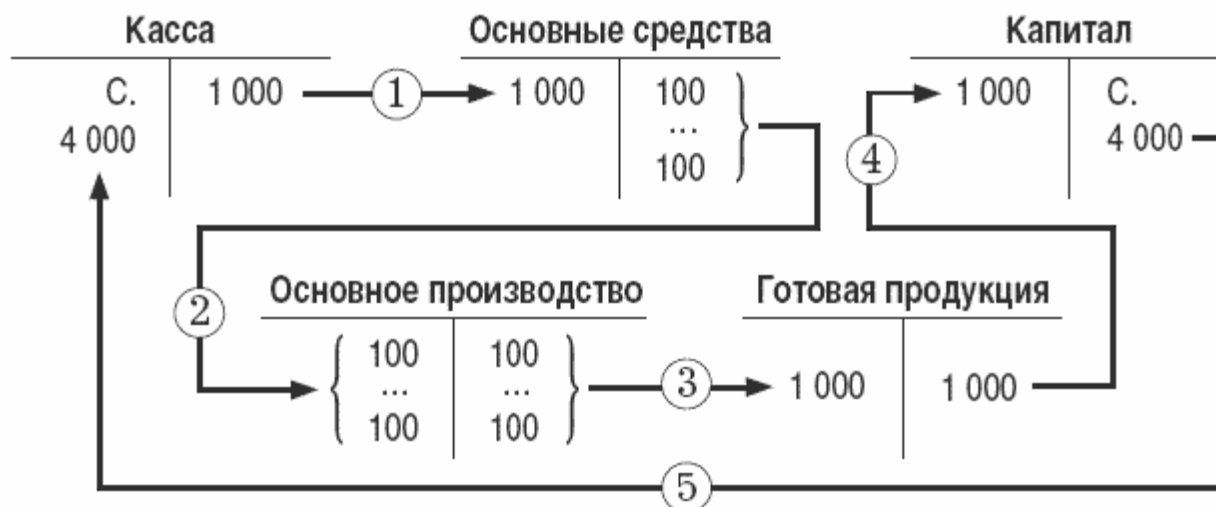 Касса Основные средства Капитал
С. 1 000 1 1 000 100 1 000 С.
4 000 ... 4 4 000
100
2 Основное производство Готовая продукция
100 100
... ... 3 1 000 1 000
100 100
5